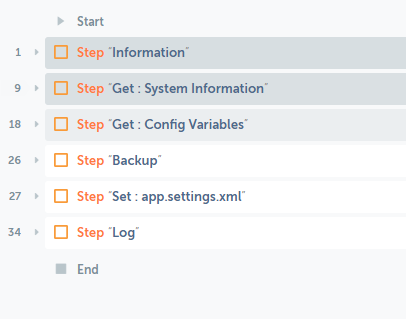 Start
1 Step "Information"
9 Step "Get : System Information"
18 Step "Get : Config Variables"
26 Step "Backup"
27 Step "Set : app.settings.xml"
34 Step "Log"
End